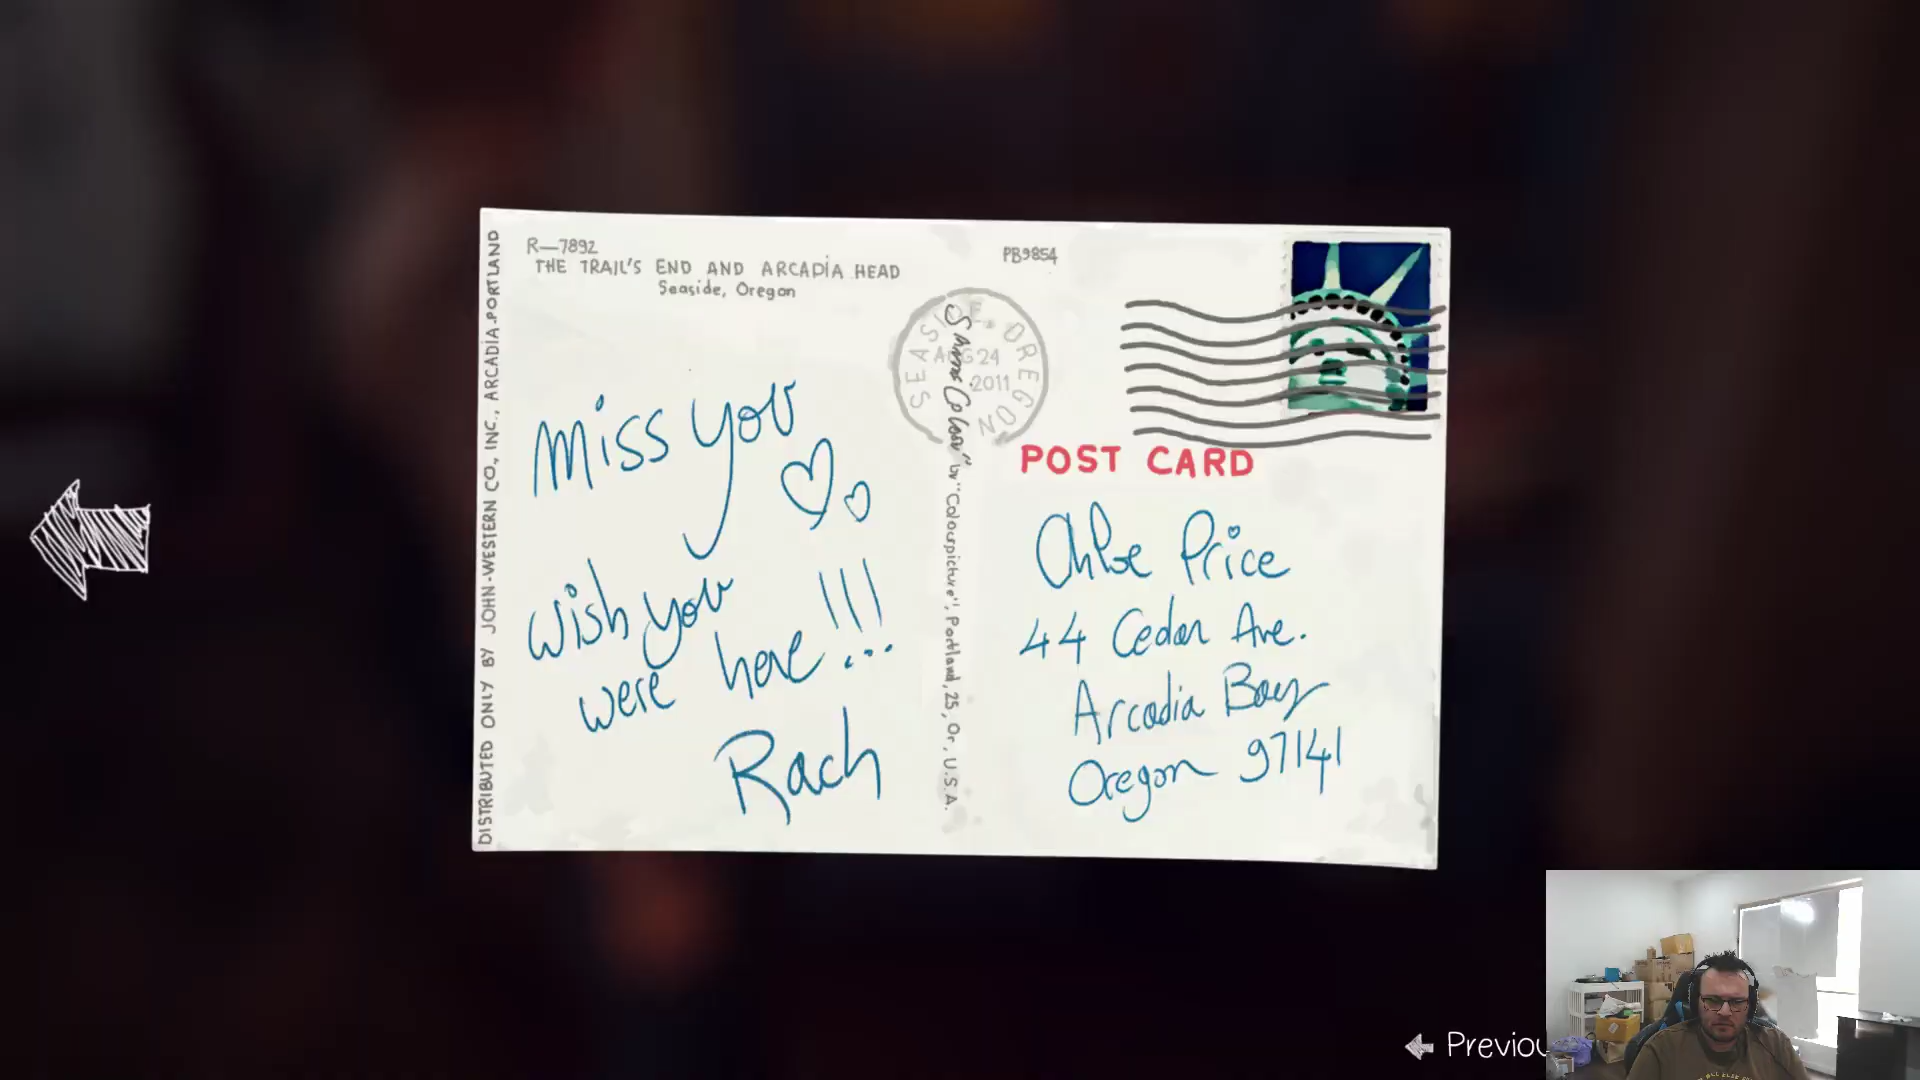 R-7892
THE TRAIL'S END AND ARCADIA HEAD
Seaside, Oregon
PB9854
SEASIDE, OREGON
AUG 24
2011
DISTRIBUTED ONLY BY JOHN-WESTERN CO., INC., ARCADIA-PORTLAND
by "Colourpicture", Portland, 25, Or, U.S.A.
Miss you
wish you
were here!!!
Rach
POST CARD
Chloe Price
44 Cedar Ave.
Arcadia Bay
Oregon 97141